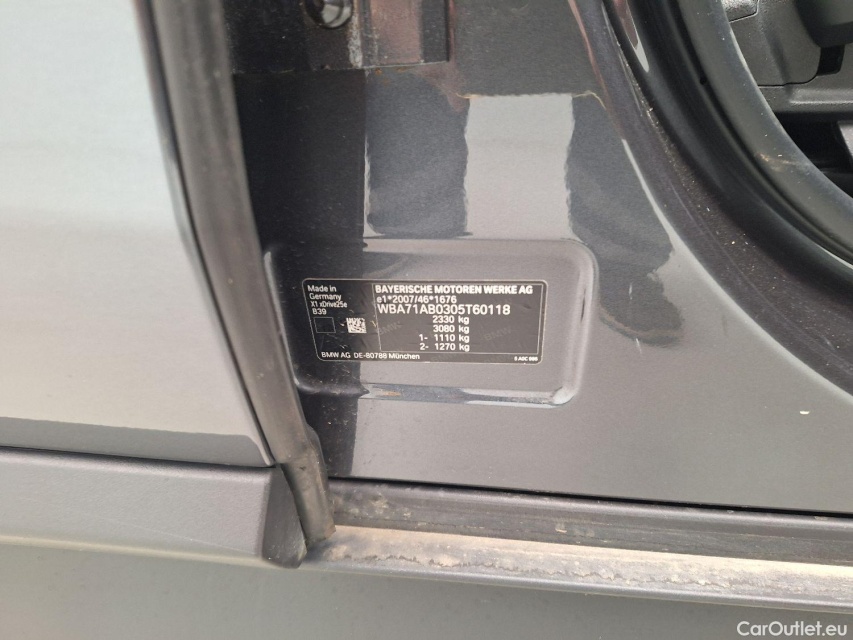 Made in
Germany
X1 xDrive25e
B39
BAYERISCHE MOTOREN WERKE AG
e1*2007/46*1676
WBA71AB0305T60118
2330 kg
3080 kg
1- 1110 kg
2- 1270 kg
BMW AG DE-80788 München
CarOutlet.eu